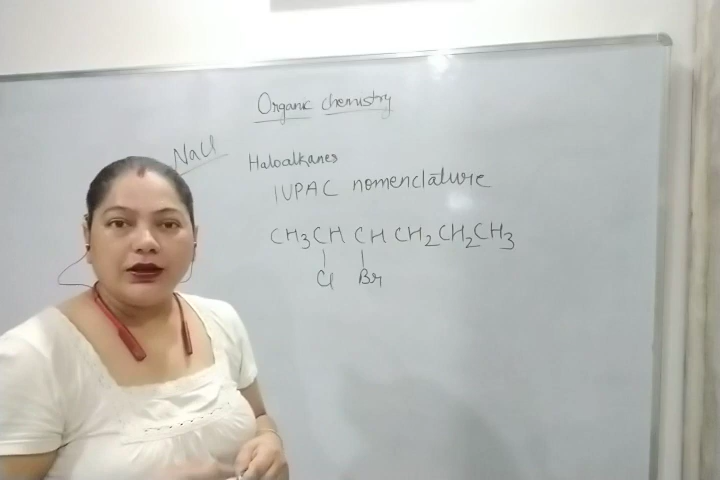 Organic chemistry
NaCl
Haloalkanes
IUPAC nomenclature
CH3CH CH CH2CH2CH3
| |
Cl Br